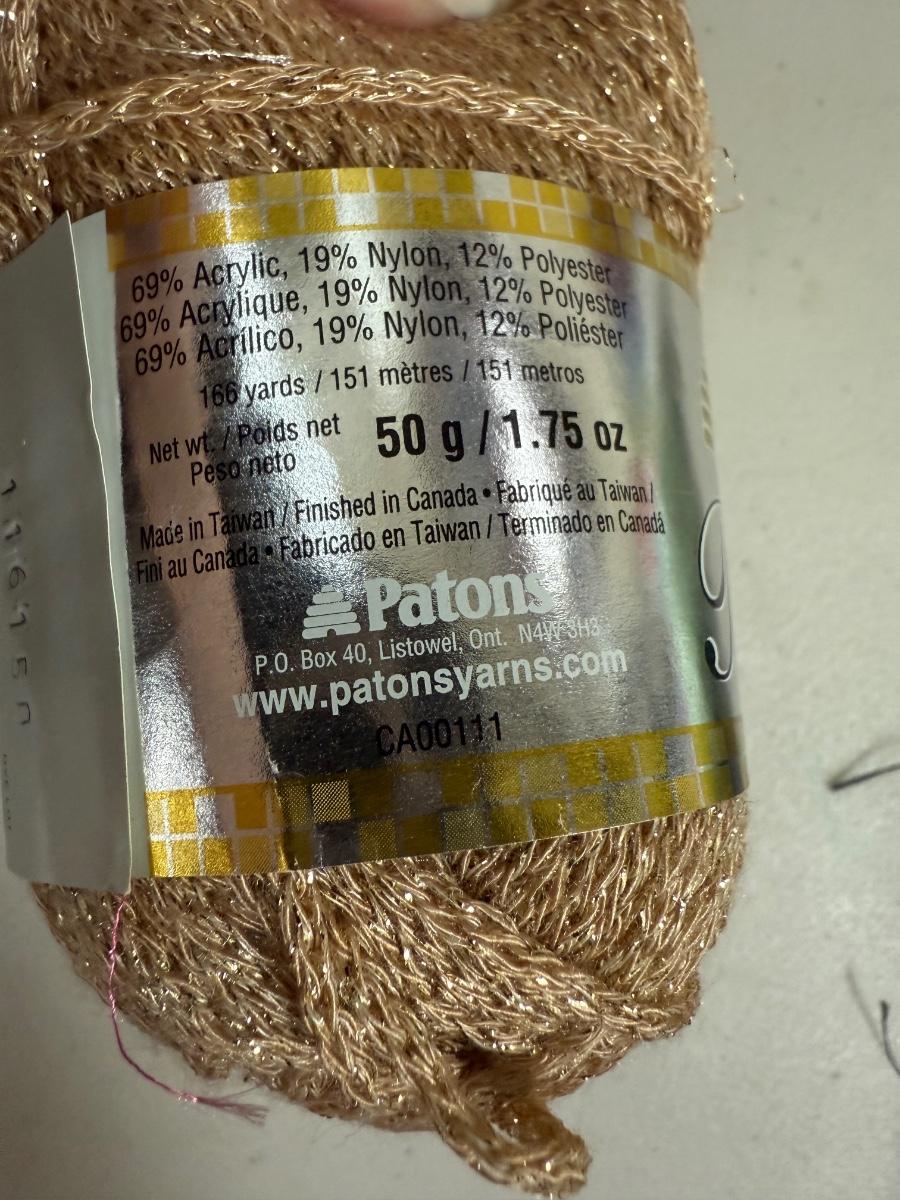 69% Acrylic, 19% Nylon, 12% Polyester
69% Acrylique, 19% Nylon, 12% Polyester
69% Acrílico, 19% Nylon, 12% Poliéster
166 yards / 151 mètres / 151 metros
Net wt. / Poids net
Peso neto
50 g / 1.75 oz
Made in Taiwan / Finished in Canada • Fabriqué au Taiwan /
Fini au Canada • Fabricado en Taiwan / Terminado en Canadá
Patons
P.O. Box 40, Listowel, Ont. N4W 3H3
www.patonsyarns.com
CA00111